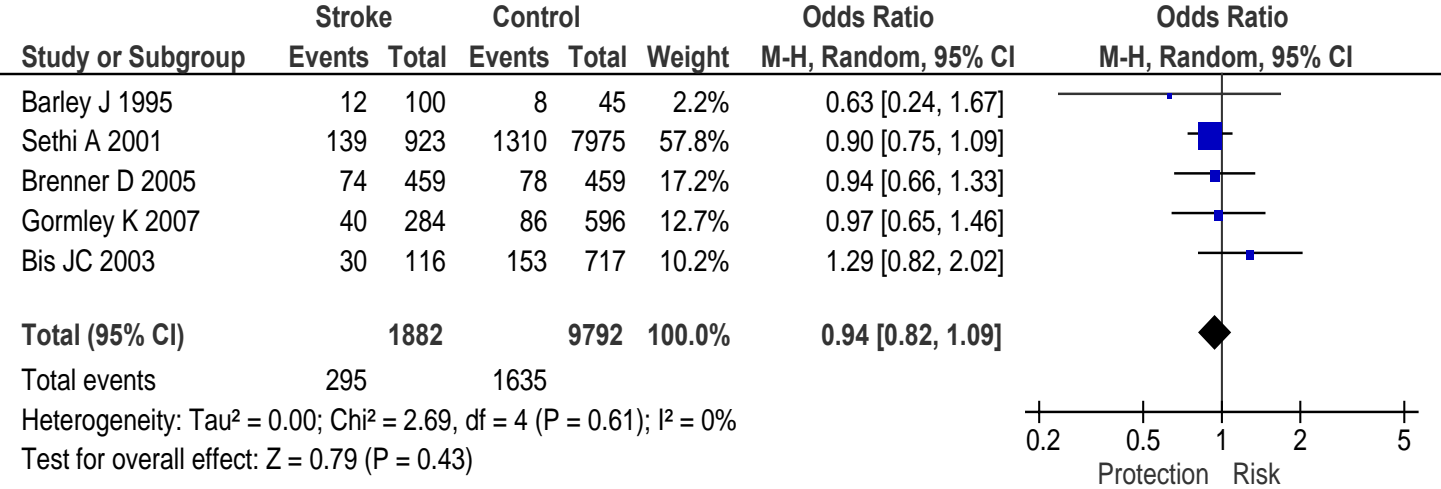 Stroke Control Odds Ratio Odds Ratio
Study or Subgroup Events Total Events Total Weight M-H, Random, 95% CI M-H, Random, 95% CI
Barley J 1995 12 100 8 45 2.2% 0.63 [0.24, 1.67]
Sethi A 2001 139 923 1310 7975 57.8% 0.90 [0.75, 1.09]
Brenner D 2005 74 459 78 459 17.2% 0.94 [0.66, 1.33]
Gormley K 2007 40 284 86 596 12.7% 0.97 [0.65, 1.46]
Bis JC 2003 30 116 153 717 10.2% 1.29 [0.82, 2.02]
Total (95% CI) 1882 9792 100.0% 0.94 [0.82, 1.09]
Total events 295 1635
Heterogeneity: Tau² = 0.00; Chi² = 2.69, df = 4 (P = 0.61); I² = 0%
Test for overall effect: Z = 0.79 (P = 0.43)
0.2 0.5 1 2 5
Protection Risk